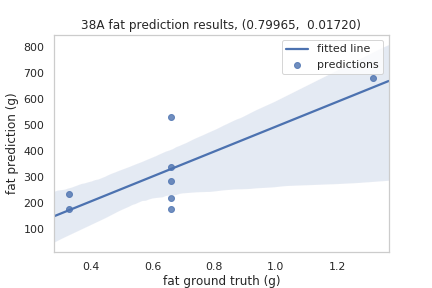 38A fat prediction results, (0.79965,  0.01720)
fitted line
predictions
fat prediction (g)
800
700
600
500
400
300
200
100
0.4 0.6 0.8 1.0 1.2
fat ground truth (g)